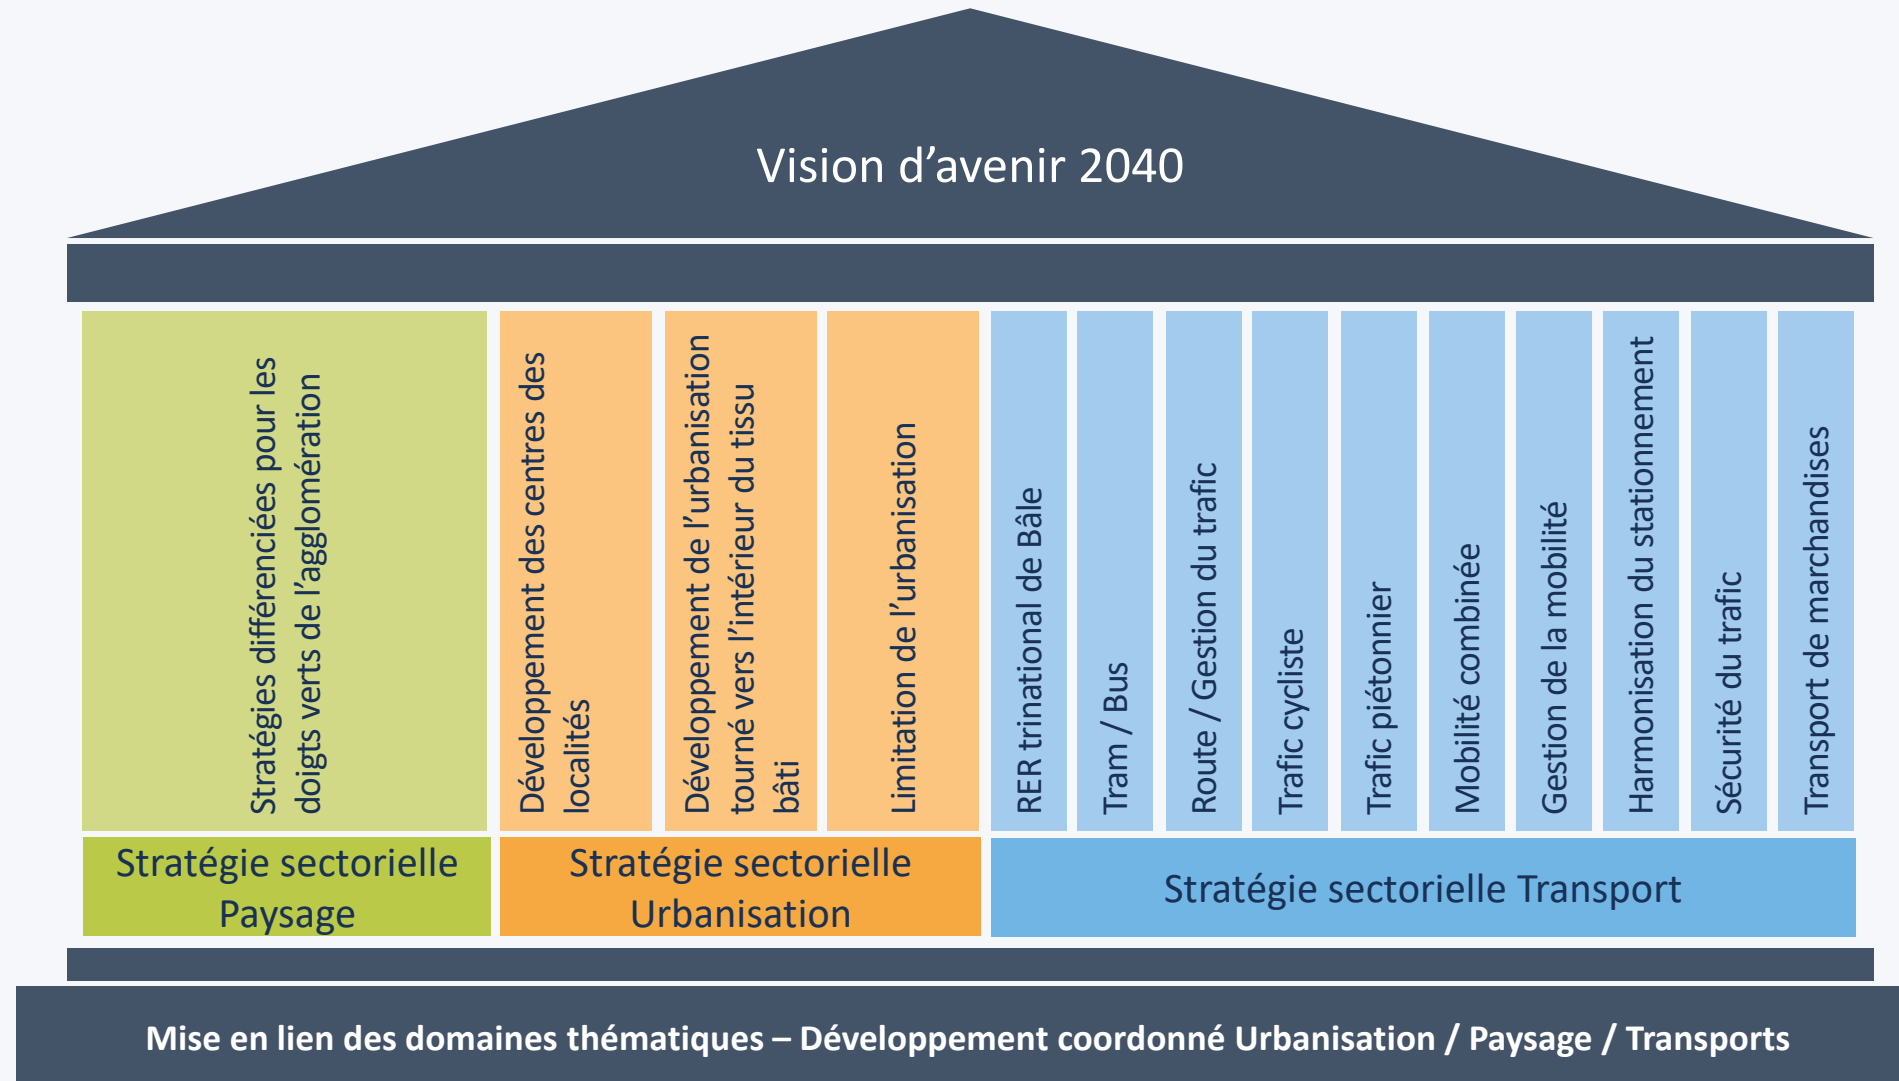 Vision d’avenir 2040
Stratégies différenciées pour les
doigts verts de l’agglomération
Développement des centres des
localités
Développement de l’urbanisation
tourné vers l’intérieur du tissu
bâti
Limitation de l’urbanisation
RER trinational de Bâle
Tram / Bus
Route / Gestion du trafic
Trafic cycliste
Trafic piétonnier
Mobilité combinée
Gestion de la mobilité
Harmonisation du stationnement
Sécurité du trafic
Transport de marchandises
Stratégie sectorielle
Paysage
Stratégie sectorielle
Urbanisation
Stratégie sectorielle Transport
Mise en lien des domaines thématiques – Développement coordonné Urbanisation / Paysage / Transports